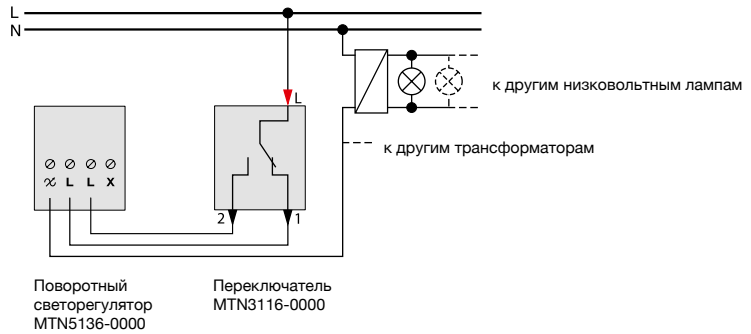 L
N
L
к другим низковольтным лампам
к другим трансформаторам
L L X
2 1
Поворотный
светорегулятор
MTN5136-0000
Переключатель
MTN3116-0000